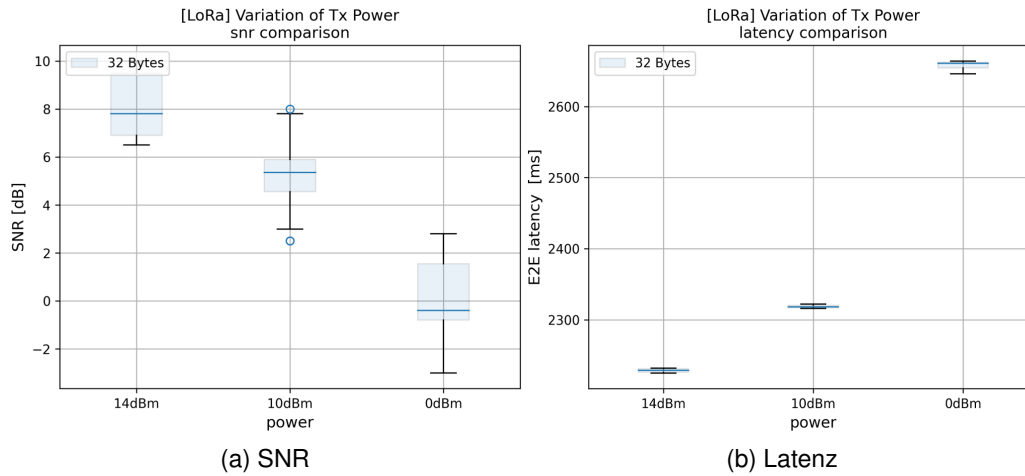 [LoRa] Variation of Tx Power
snr comparison
32 Bytes
10
8
6
4
2
0
−2
SNR [dB]
14dBm
10dBm
0dBm
power
(a) SNR
[LoRa] Variation of Tx Power
latency comparison
32 Bytes
2600
2500
2400
2300
E2E latency  [ms]
14dBm
10dBm
0dBm
power
(b) Latenz